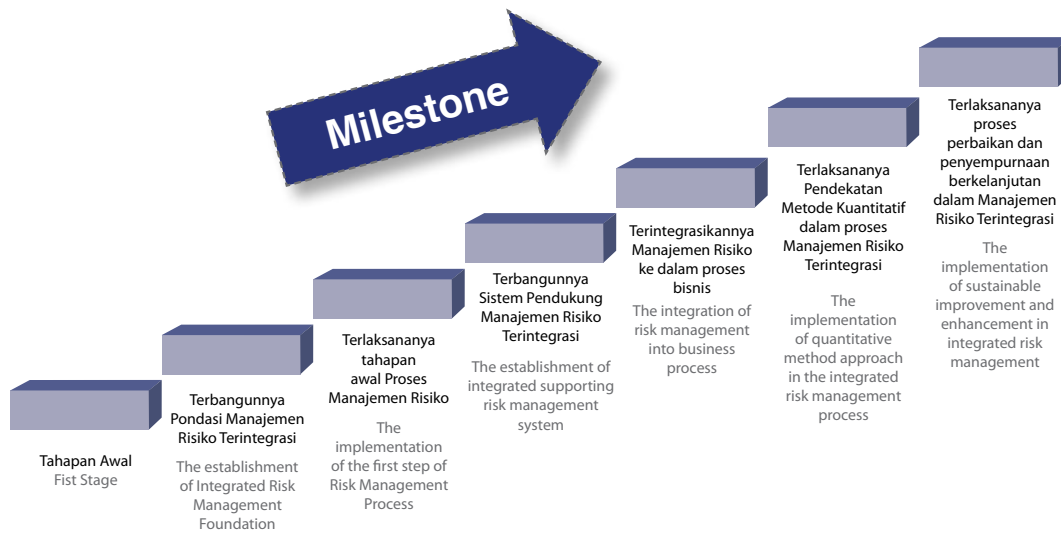 Milestone
Tahapan Awal
Fist Stage
Terbangunnya
Pondasi Manajemen
Risiko Terintegrasi
The establishment
of Integrated Risk
Management
Foundation
Terlaksananya
tahapan
awal Proses
Manajemen Risiko
The
implementation
of the first step of
Risk Management
Process
Terbangunnya
Sistem Pendukung
Manajemen Risiko
Terintegrasi
The establishment of
integrated supporting
risk management
system
Terintegrasikannya
Manajemen Risiko
ke dalam proses
bisnis
The integration of
risk management
into business
process
Terlaksananya
Pendekatan
Metode Kuantitatif
dalam proses
Manajemen Risiko
Terintegrasi
The
implementation
of quantitative
method approach
in the integrated
risk management
process
Terlaksananya
proses
perbaikan dan
penyempurnaan
berkelanjutan
dalam Manajemen
Risiko Terintegrasi
The
implementation
of sustainable
improvement and
enhancement in
integrated risk
management